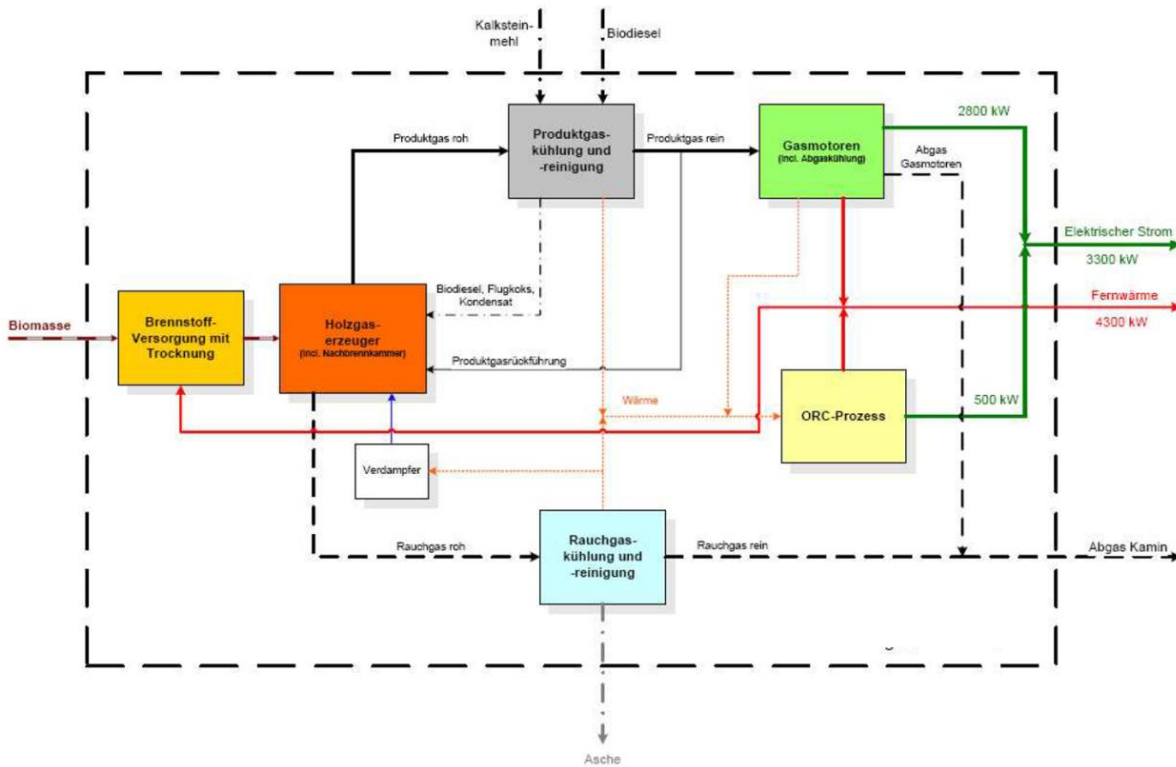 Kalkstein-
mehl
Biodiesel
2800 kW
Produktgas roh
Produktgas-
kühlung und
-reinigung
Produktgas rein
Gasmotoren
(incl. Abgaskühlung)
Abgas
Gasmotoren
Elektrischer Strom
3300 kW
Biodiesel, Flugkoks,
Kondensat
Fernwärme
4300 kW
Biomasse
Brennstoff-
Versorgung mit
Trocknung
Holzgas-
erzeuger
(incl. Nachbrennkammer)
Produktgasrückführung
Wärme
ORC-Prozess
500 kW
Verdampfer
Rauchgas roh
Rauchgas-
kühlung und
-reinigung
Rauchgas rein
Abgas Kamin
Asche